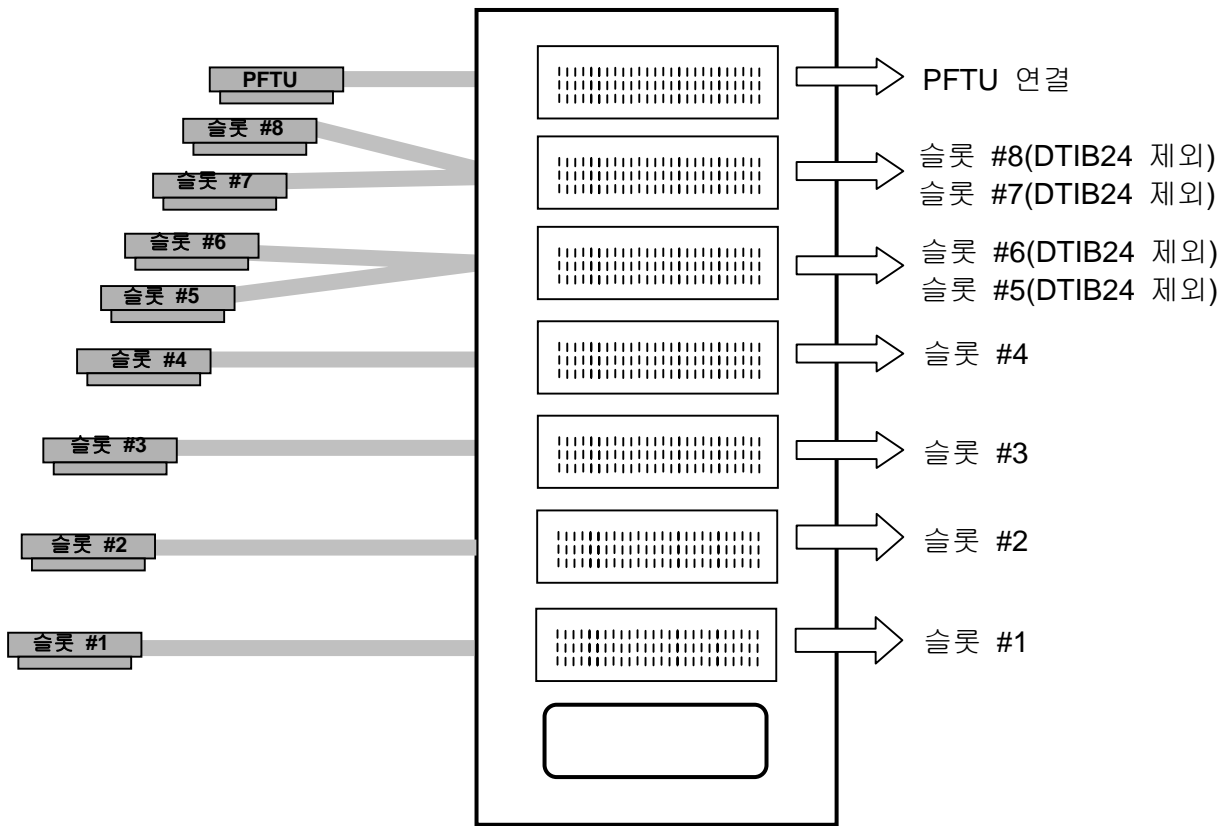 PFTU
슬롯 #8
슬롯 #7
슬롯 #6
슬롯 #5
슬롯 #4
슬롯 #3
슬롯 #2
슬롯 #1
PFTU 연결
슬롯 #8(DTIB24 제외)
슬롯 #7(DTIB24 제외)
슬롯 #6(DTIB24 제외)
슬롯 #5(DTIB24 제외)
슬롯 #4
슬롯 #3
슬롯 #2
슬롯 #1